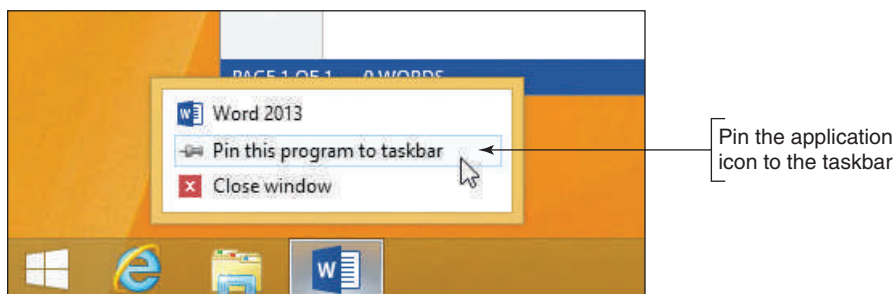 PAGE 1 OF 1 0 WORDS
Word 2013
Pin this program to taskbar
Close window
Pin the application
icon to the taskbar